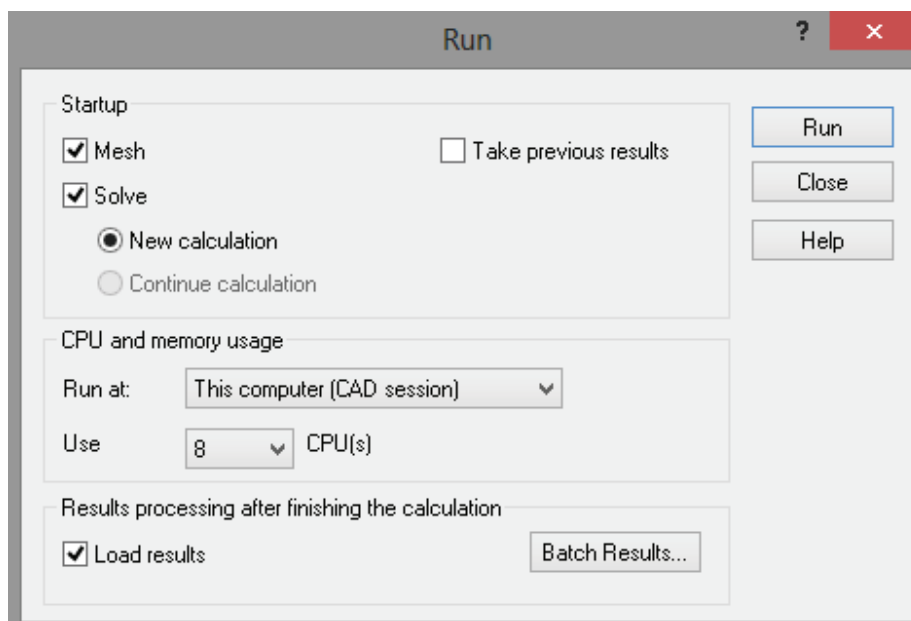 Run
?
Startup
Mesh
Take previous results
Solve
New calculation
Continue calculation
Run
Close
Help
CPU and memory usage
Run at: This computer (CAD session)
Use 8 CPU(s)
Results processing after finishing the calculation
Load results
Batch Results...